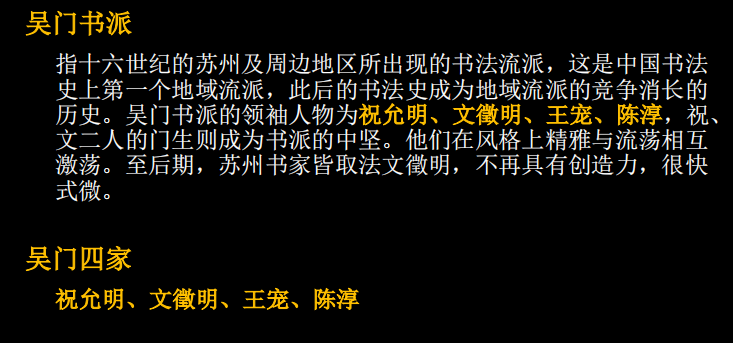 吴门书派
指十六世纪的苏州及周边地区所出现的书法流派，这是中国书法
史上第一个地域流派，此后的书法史成为地域流派的竞争消长的
历史。吴门书派的领袖人物为祝允明、文徵明、王宠、陈淳，祝、
文二人的门生则成为书派的中坚。他们在风格上精雅与流荡相互
激荡。至后期，苏州书家皆取法文徵明，不再具有创造力，很快
式微。
吴门四家
祝允明、文徵明、王宠、陈淳